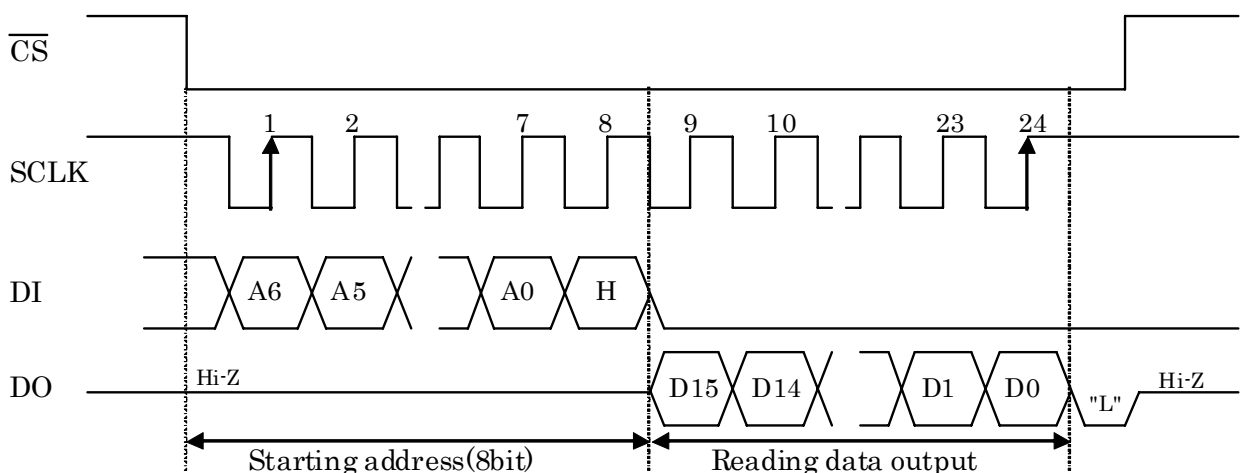 CS
SCLK 1 2 7 8 9 10 23 24
DI A6 A5 A0 H
DO Hi-Z D15 D14 D1 D0 "L" Hi-Z
Starting address(8bit) Reading data output